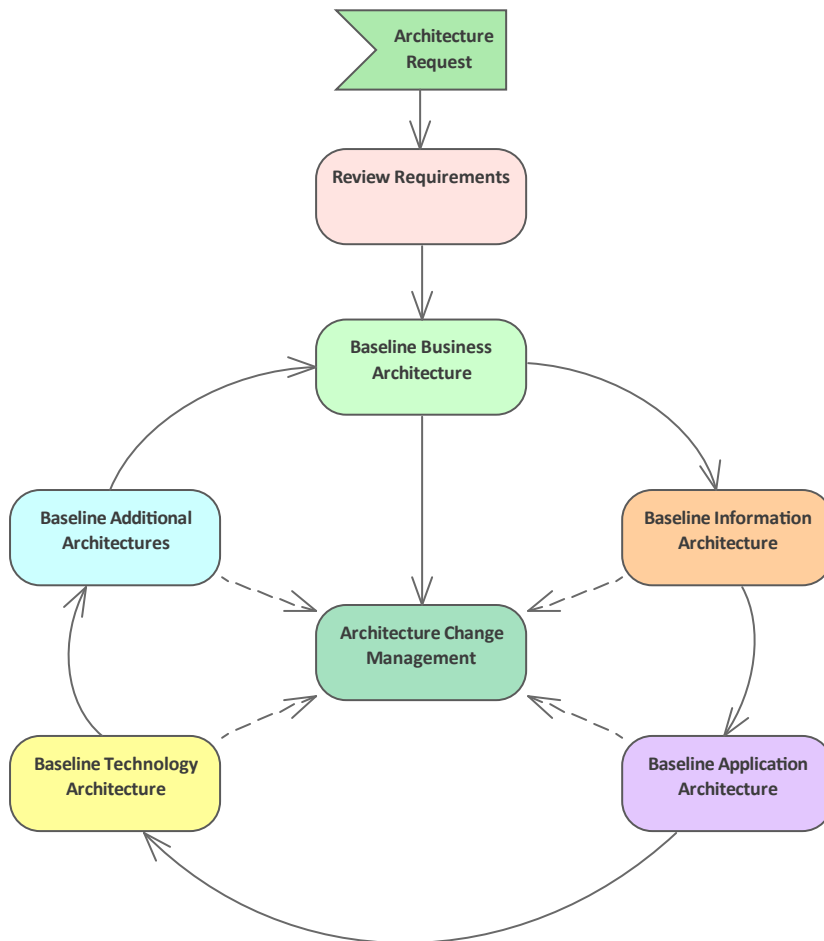 Architecture
Request
Review Requirements
Baseline Business
Architecture
Baseline Additional
Architectures
Baseline Information
Architecture
Architecture Change
Management
Baseline Technology
Architecture
Baseline Application
Architecture